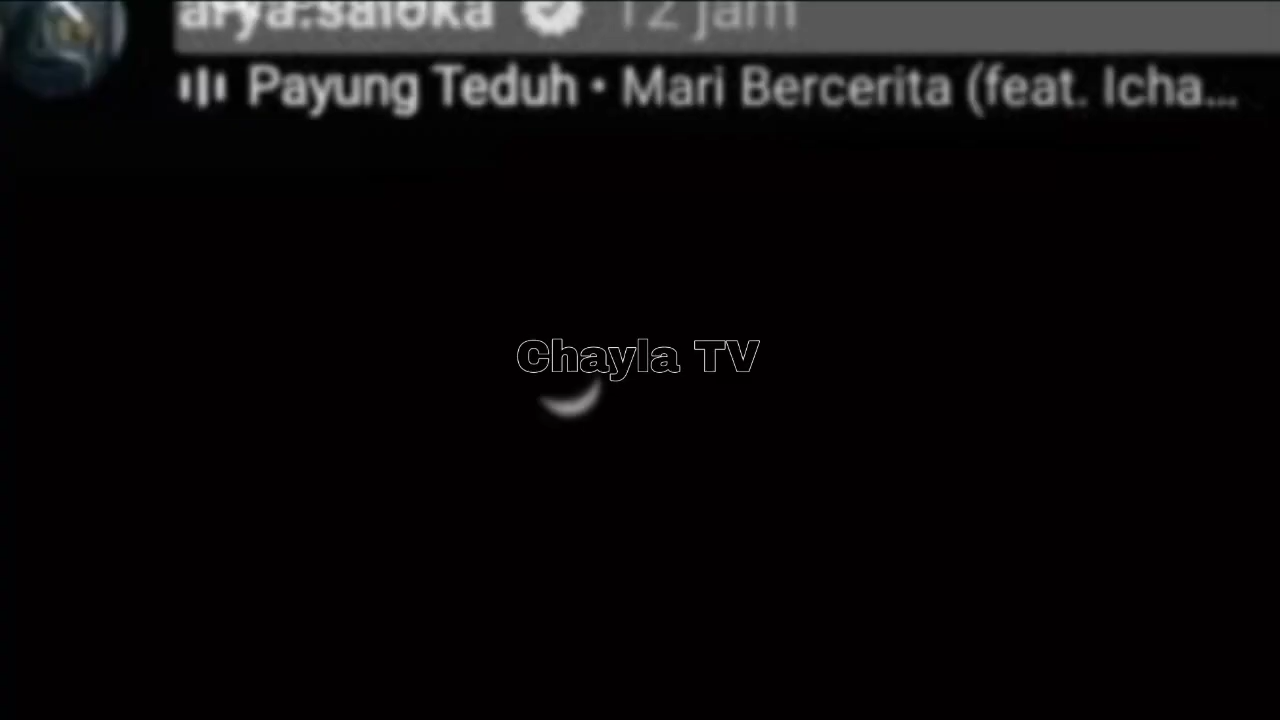 arya.saloka 12 jam
Payung Teduh • Mari Bercerita (feat. Icha...
Chayla TV